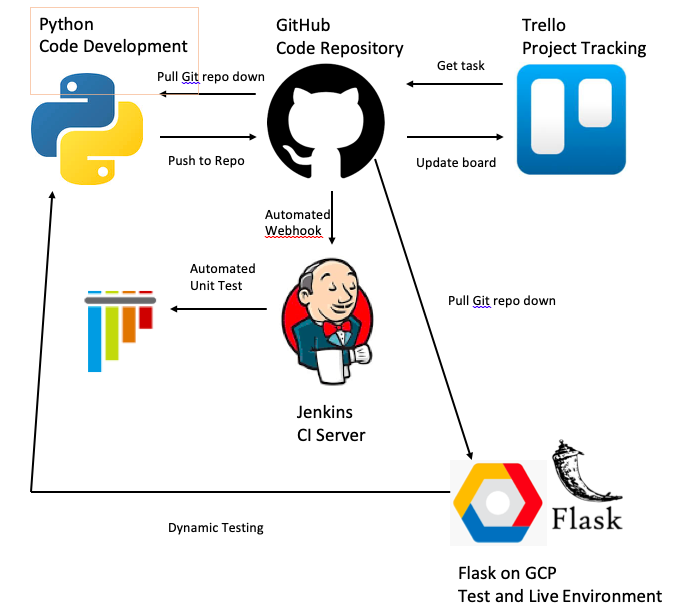 Python
Code Development
GitHub
Code Repository
Trello
Project Tracking
Pull Git repo down
Get task
Push to Repo
Update board
Automated
Webhook
Automated
Unit Test
Pull Git repo down
Jenkins
CI Server
Flask
Dynamic Testing
Flask on GCP
Test and Live Environment